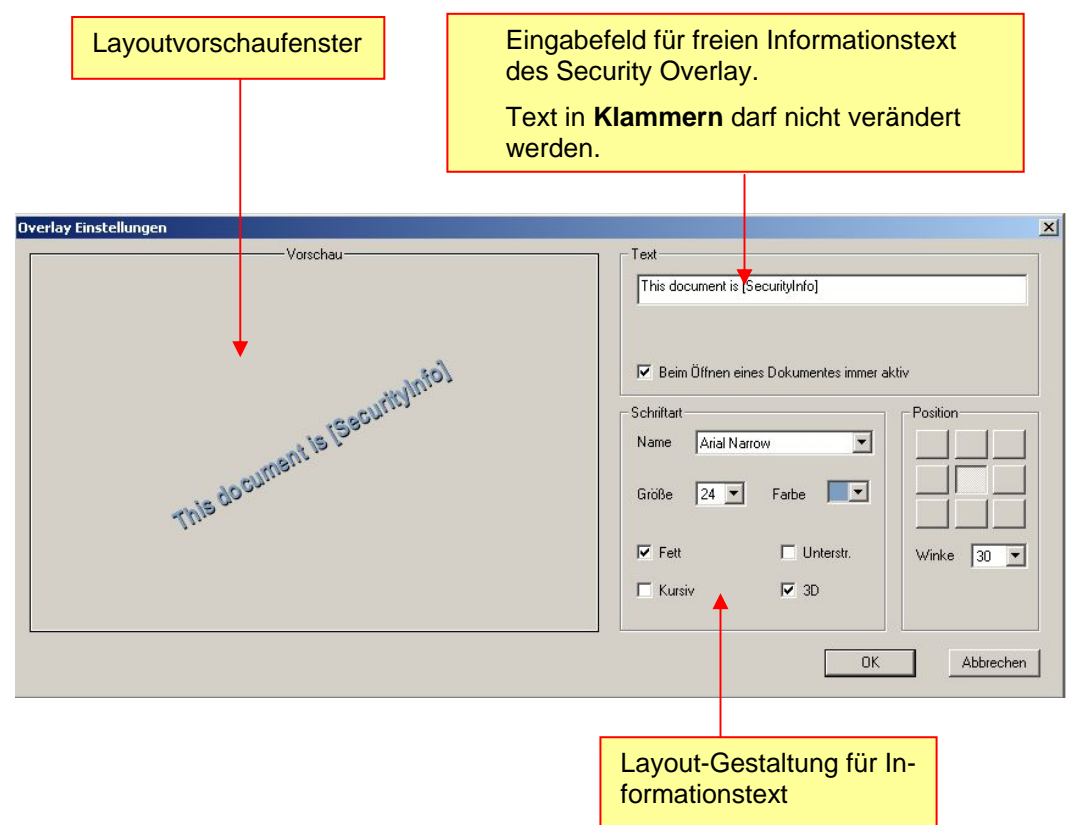 Layoutvorschaufenster
Eingabefeld für freien Informationstext
des Security Overlay.
Text in Klammern darf nicht verändert
werden.
Overlay Einstellungen
Vorschau
This document is [SecurityInfo]
Text
This document is [SecurityInfo]
Beim Öffnen eines Dokumentes immer aktiv
Schriftart
Name Arial Narrow
Größe 24 Farbe
Fett Unterstr.
Kursiv 3D
Position
Winke 30
OK Abbrechen
Layout-Gestaltung für In-
formationstext